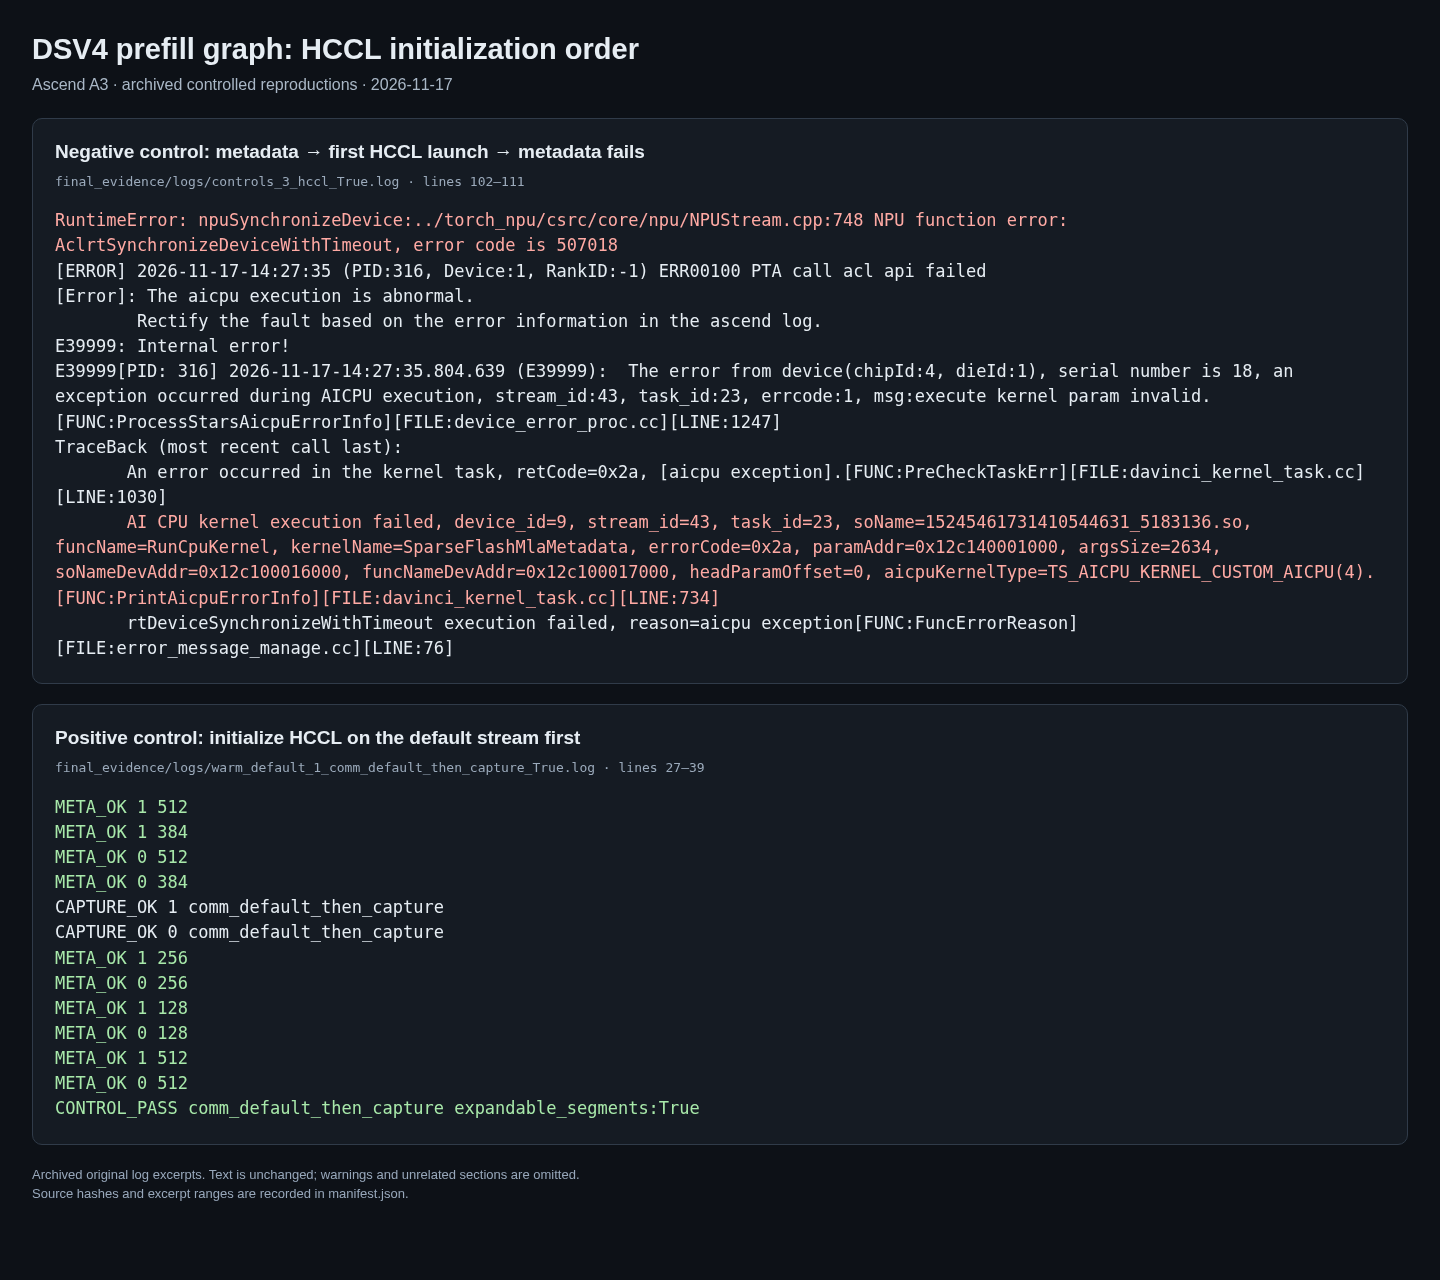 DSV4 prefill graph: HCCL initialization order
Ascend A3 · archived controlled reproductions · 2026-11-17
Negative control: metadata → first HCCL launch → metadata fails
final_evidence/logs/controls_3_hccl_True.log · lines 102–111
RuntimeError: npuSynchronizeDevice:../torch_npu/csrc/core/npu/NPUStream.cpp:748 NPU function error:
AclrtSynchronizeDeviceWithTimeout, error code is 507018
[ERROR] 2026-11-17-14:27:35 (PID:316, Device:1, RankID:-1) ERR00100 PTA call acl api failed
[Error]: The aicpu execution is abnormal.
        Rectify the fault based on the error information in the ascend log.
E39999: Internal error!
E39999[PID: 316] 2026-11-17-14:27:35.804.639 (E39999):  The error from device(chipId:4, dieId:1), serial number is 18, an
exception occurred during AICPU execution, stream_id:43, task_id:23, errcode:1, msg:execute kernel param invalid.
[FUNC:ProcessStarsAicpuErrorInfo][FILE:device_error_proc.cc][LINE:1247]
TraceBack (most recent call last):
       An error occurred in the kernel task, retCode=0x2a, [aicpu exception].[FUNC:PreCheckTaskErr][FILE:davinci_kernel_task.cc]
[LINE:1030]
       AI CPU kernel execution failed, device_id=9, stream_id=43, task_id=23, soName=15245461731410544631_5183136.so,
funcName=RunCpuKernel, kernelName=SparseFlashMlaMetadata, errorCode=0x2a, paramAddr=0x12c140001000, argsSize=2634,
soNameDevAddr=0x12c100016000, funcNameDevAddr=0x12c100017000, headParamOffset=0, aicpuKernelType=TS_AICPU_KERNEL_CUSTOM_AICPU(4).
[FUNC:PrintAicpuErrorInfo][FILE:davinci_kernel_task.cc][LINE:734]
       rtDeviceSynchronizeWithTimeout execution failed, reason=aicpu exception[FUNC:FuncErrorReason]
[FILE:error_message_manage.cc][LINE:76]
Positive control: initialize HCCL on the default stream first
final_evidence/logs/warm_default_1_comm_default_then_capture_True.log · lines 27–39
META_OK 1 512
META_OK 1 384
META_OK 0 512
META_OK 0 384
CAPTURE_OK 1 comm_default_then_capture
CAPTURE_OK 0 comm_default_then_capture
META_OK 1 256
META_OK 0 256
META_OK 1 128
META_OK 0 128
META_OK 1 512
META_OK 0 512
CONTROL_PASS comm_default_then_capture expandable_segments:True
Archived original log excerpts. Text is unchanged; warnings and unrelated sections are omitted.
Source hashes and excerpt ranges are recorded in manifest.json.